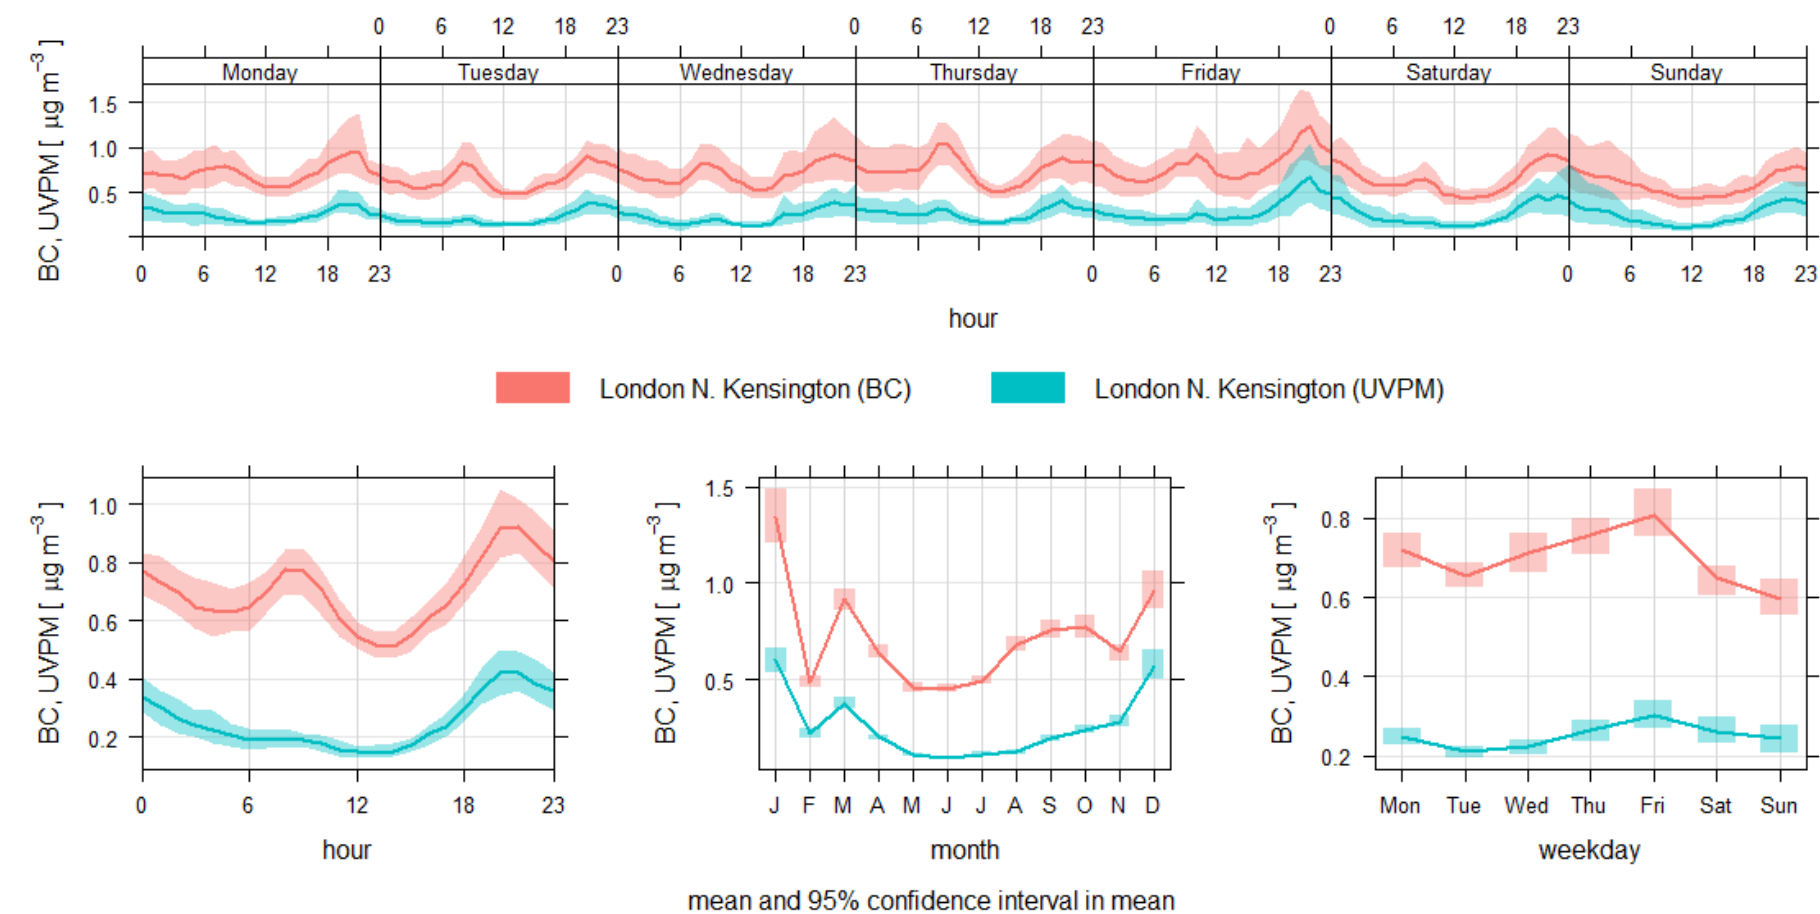 0 6 12 18 23 0 6 12 18 23 0 6 12 18 23
Monday Tuesday Wednesday Thursday Friday Saturday Sunday
BC, UVPM [ µg m⁻³ ]
1.5
1.0
0.5
0 6 12 18 23 0 6 12 18 23 0 6 12 18 23 0 6 12 18 23
hour
London N. Kensington (BC) London N. Kensington (UVPM)
BC, UVPM [ µg m⁻³ ]
1.0
0.8
0.6
0.4
0.2
0 6 12 18 23
hour
BC, UVPM [ µg m⁻³ ]
1.5
1.0
0.5
J F M A M J J A S O N D
month
BC, UVPM [ µg m⁻³ ]
0.8
0.6
0.4
0.2
Mon Tue Wed Thu Fri Sat Sun
weekday
mean and 95% confidence interval in mean